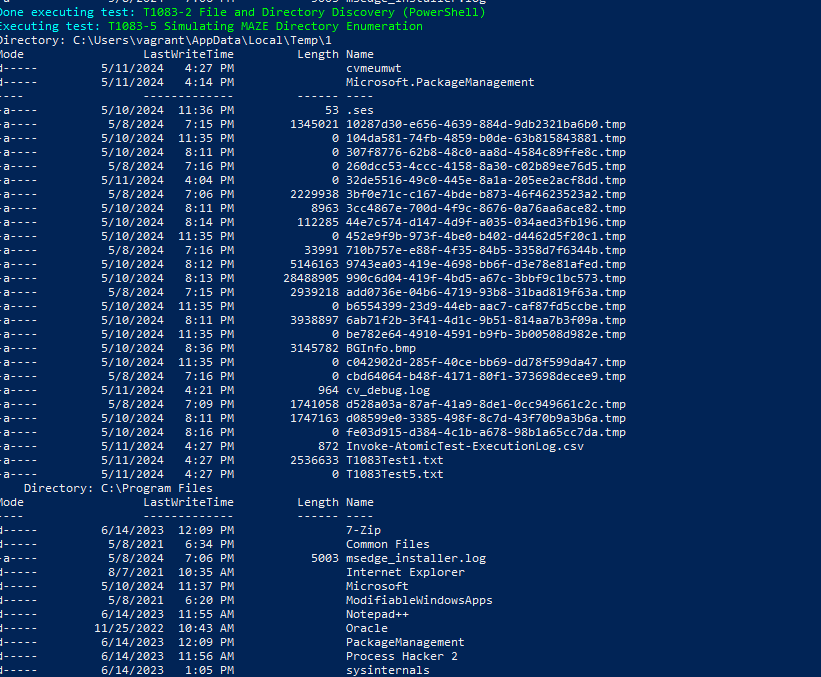 5/8/2024 7:06 PM 5003 msedge_installer.log
Done executing test: T1083-2 File and Directory Discovery (PowerShell)
Executing test: T1083-5 Simulating MAZE Directory Enumeration
Directory: C:\Users\vagrant\AppData\Local\Temp\1
Mode LastWriteTime Length Name
d----- 5/11/2024 4:27 PM cvmeumwt
d----- 5/11/2024 4:14 PM Microsoft.PackageManagement
---- ------------- ------ ----
-a---- 5/10/2024 11:36 PM 53 .ses
-a---- 5/8/2024 7:15 PM 1345021 10287d30-e656-4639-884d-9db2321ba6b0.tmp
-a---- 5/10/2024 11:35 PM 0 104da581-74fb-4859-b0de-63b815843881.tmp
-a---- 5/10/2024 8:11 PM 0 307f8776-62b8-48c0-aa8d-4584c89ffe8c.tmp
-a---- 5/8/2024 7:16 PM 0 260dcc53-4ccc-4158-8a30-c02b89ee76d5.tmp
-a---- 5/11/2024 4:04 PM 0 32de5516-49c0-445e-8a1a-205ee2acf8dd.tmp
-a---- 5/8/2024 7:06 PM 2229938 3bf0e71c-c167-4bde-b873-46f4623523a2.tmp
-a---- 5/10/2024 8:11 PM 8963 3cc4867e-700d-4f9c-8676-0a76aa6ace82.tmp
-a---- 5/10/2024 8:14 PM 112285 44e7c574-d147-4d9f-a035-034aed3fb196.tmp
-a---- 5/10/2024 11:35 PM 0 452e9f9b-973f-4be0-b402-d4462d5f20c1.tmp
-a---- 5/8/2024 7:16 PM 33991 710b757e-e88f-4f35-84b5-3358d7f6344b.tmp
-a---- 5/10/2024 8:12 PM 5146163 9743ea03-419e-4698-bb6f-d3e78e81afed.tmp
-a---- 5/10/2024 8:13 PM 28488905 990c6d04-419f-4bd5-a67c-3bbf9c1bc573.tmp
-a---- 5/8/2024 7:15 PM 2939218 add0736e-04b6-4719-93b8-31bad819f63a.tmp
-a---- 5/10/2024 11:35 PM 0 b6554399-23d9-44eb-aac7-caf87fd5ccbe.tmp
-a---- 5/10/2024 8:11 PM 3938897 6ab71f2b-3f41-4d1c-9b51-814aa7b3f09a.tmp
-a---- 5/10/2024 11:35 PM 0 be782e64-4910-4591-b9fb-3b00508d982e.tmp
-a---- 5/10/2024 8:36 PM 3145782 BGInfo.bmp
-a---- 5/10/2024 11:35 PM 0 c042902d-285f-40ce-bb69-dd78f599da47.tmp
-a---- 5/8/2024 7:16 PM 0 cbd64064-b48f-4171-80f1-373698decee9.tmp
-a---- 5/11/2024 4:21 PM 964 cv_debug.log
-a---- 5/8/2024 7:09 PM 1741058 d528a03a-87af-41a9-8de1-0cc949661c2c.tmp
-a---- 5/10/2024 8:11 PM 1747163 d08599e0-3385-498f-8c7d-43f70b9a3b6a.tmp
-a---- 5/10/2024 8:16 PM 0 fe03d915-d384-4c1b-a678-98b1a65cc7da.tmp
-a---- 5/11/2024 4:27 PM 872 Invoke-AtomicTest-ExecutionLog.csv
-a---- 5/11/2024 4:27 PM 2536633 T1083Test1.txt
-a---- 5/11/2024 4:27 PM 0 T1083Test5.txt
Directory: C:\Program Files
Mode LastWriteTime Length Name
---- ------------- ------ ----
d----- 6/14/2023 12:09 PM 7-Zip
d----- 5/8/2021 6:34 PM Common Files
-a---- 5/8/2024 7:06 PM 5003 msedge_installer.log
d----- 8/7/2021 10:35 AM Internet Explorer
d----- 5/10/2024 11:37 PM Microsoft
d----- 5/8/2021 6:20 PM ModifiableWindowsApps
d----- 6/14/2023 11:55 AM Notepad++
d----- 11/25/2022 10:43 AM Oracle
d----- 6/14/2023 12:09 PM PackageManagement
d----- 6/14/2023 11:56 AM Process Hacker 2
d----- 6/14/2023 1:05 PM sysinternals